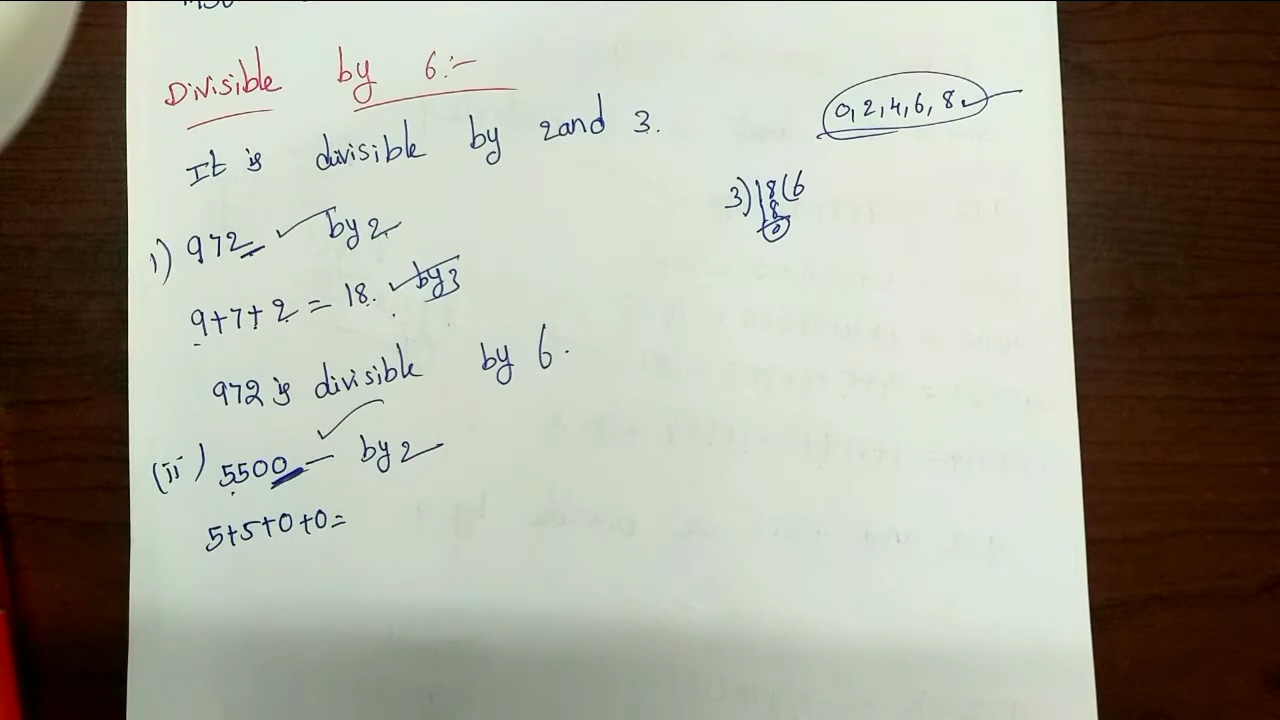 Divisible by 6:-
It is divisible by 2 and 3.
0, 2, 4, 6, 8
3)18(6
18
0
i) 972 ✓ by 2
9+7+2 = 18. ✓ by 3
972 is divisible by 6.
(ii) 5500 — ✓ by 2
5+5+0+0=